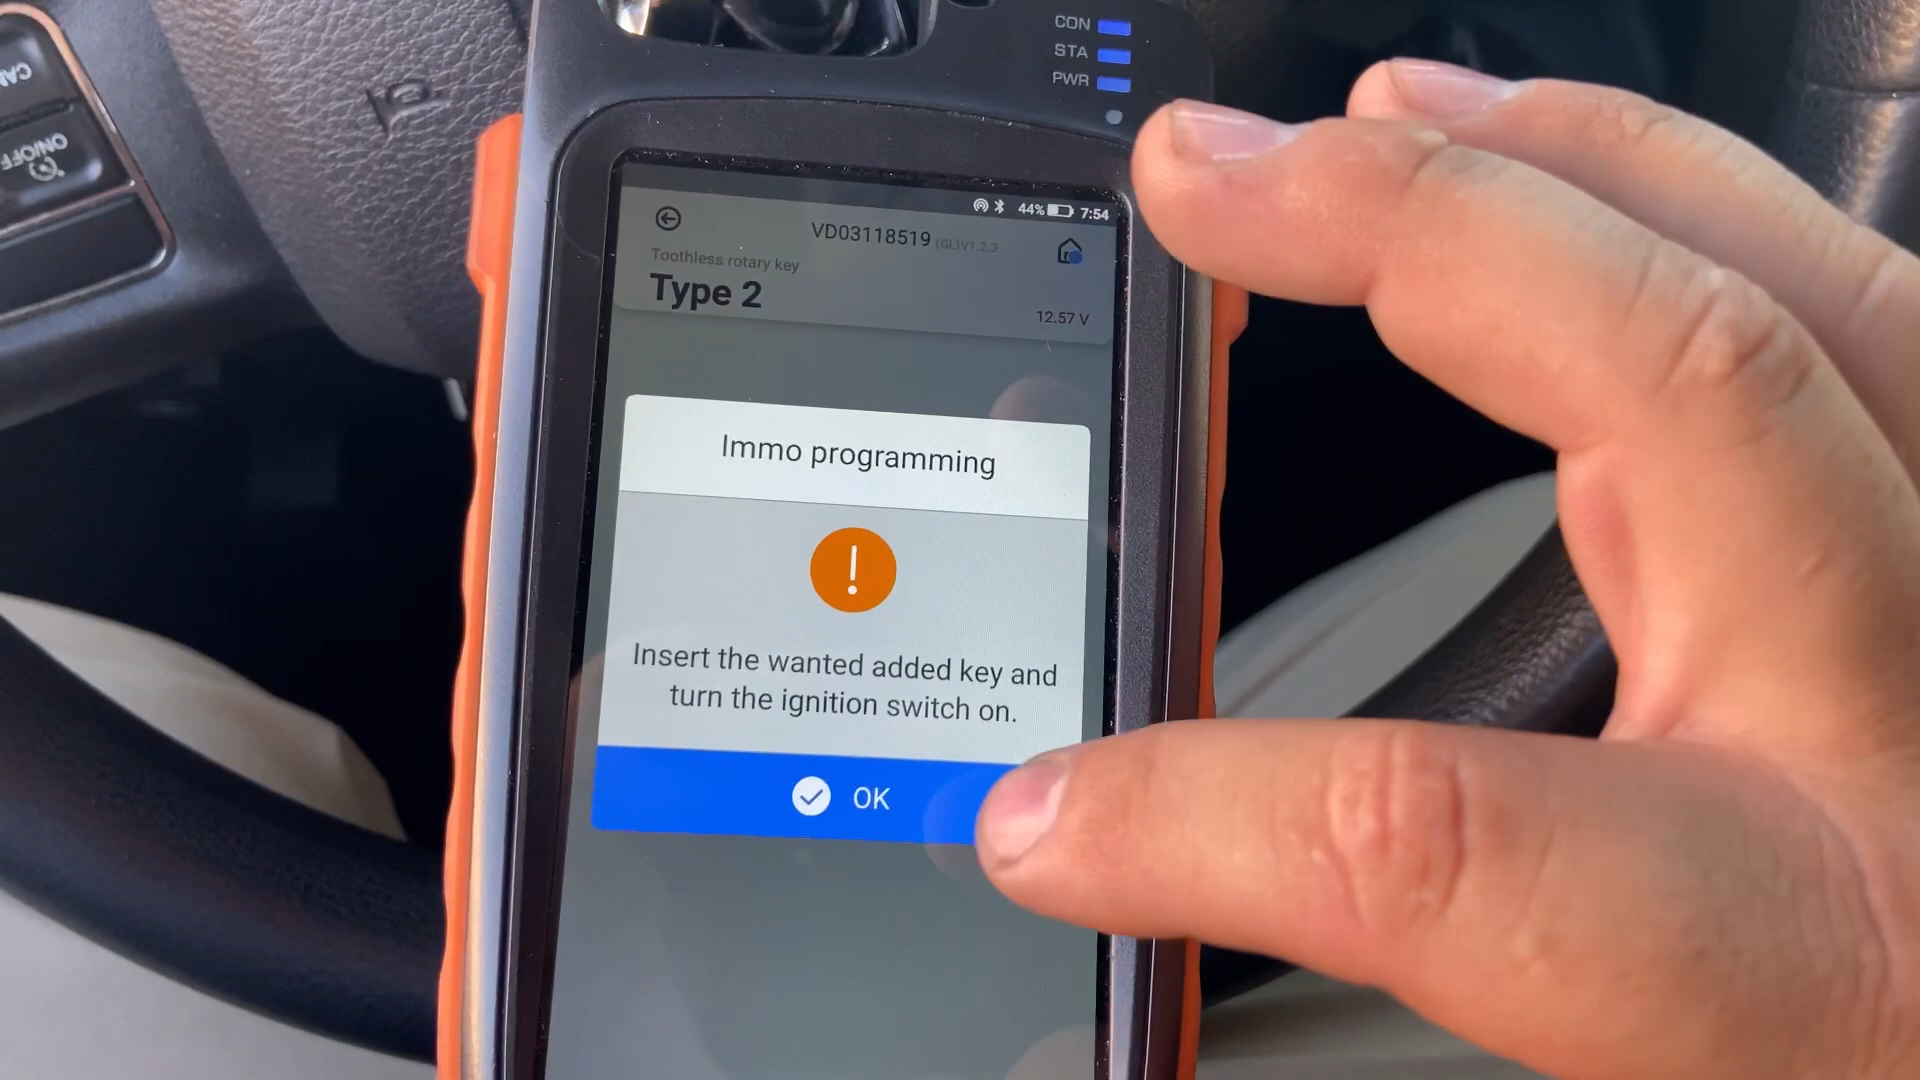 CON
STA
PWR
ON/OFF
44% 7:54
VD03118519 (GL)V1.2.3
Toothless rotary key
Type 2
12.57 V
Immo programming
!
Insert the wanted added key and
turn the ignition switch on.
OK